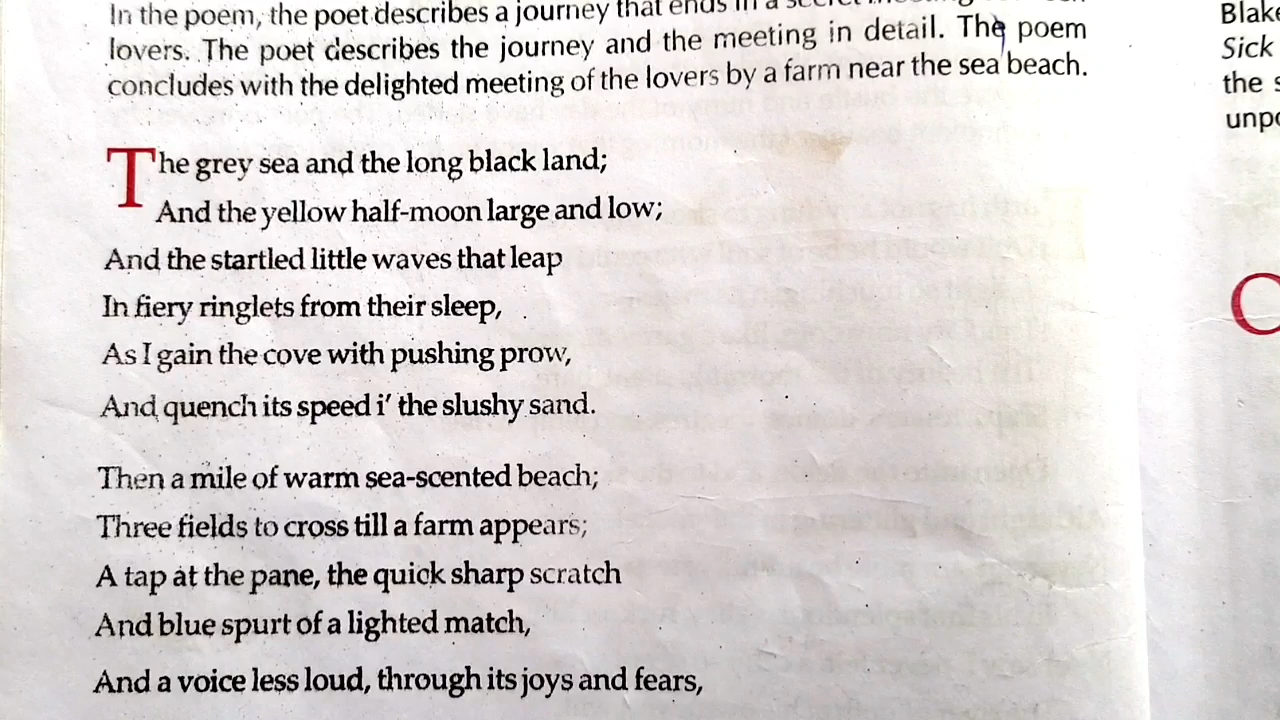 In the poem, the poet describes a journey that ends in a secret
lovers. The poet describes the journey and the meeting in detail. The poem
concludes with the delighted meeting of the lovers by a farm near the sea beach.
The grey sea and the long black land;
And the yellow half-moon large and low;
And the startled little waves that leap
In fiery ringlets from their sleep,
As I gain the cove with pushing prow,
And quench its speed i’ the slushy sand.
Then a mile of warm sea-scented beach;
Three fields to cross till a farm appears;
A tap at the pane, the quick sharp scratch
And blue spurt of a lighted match,
And a voice less loud, through its joys and fears,
Blake
Sick
the s
unpo